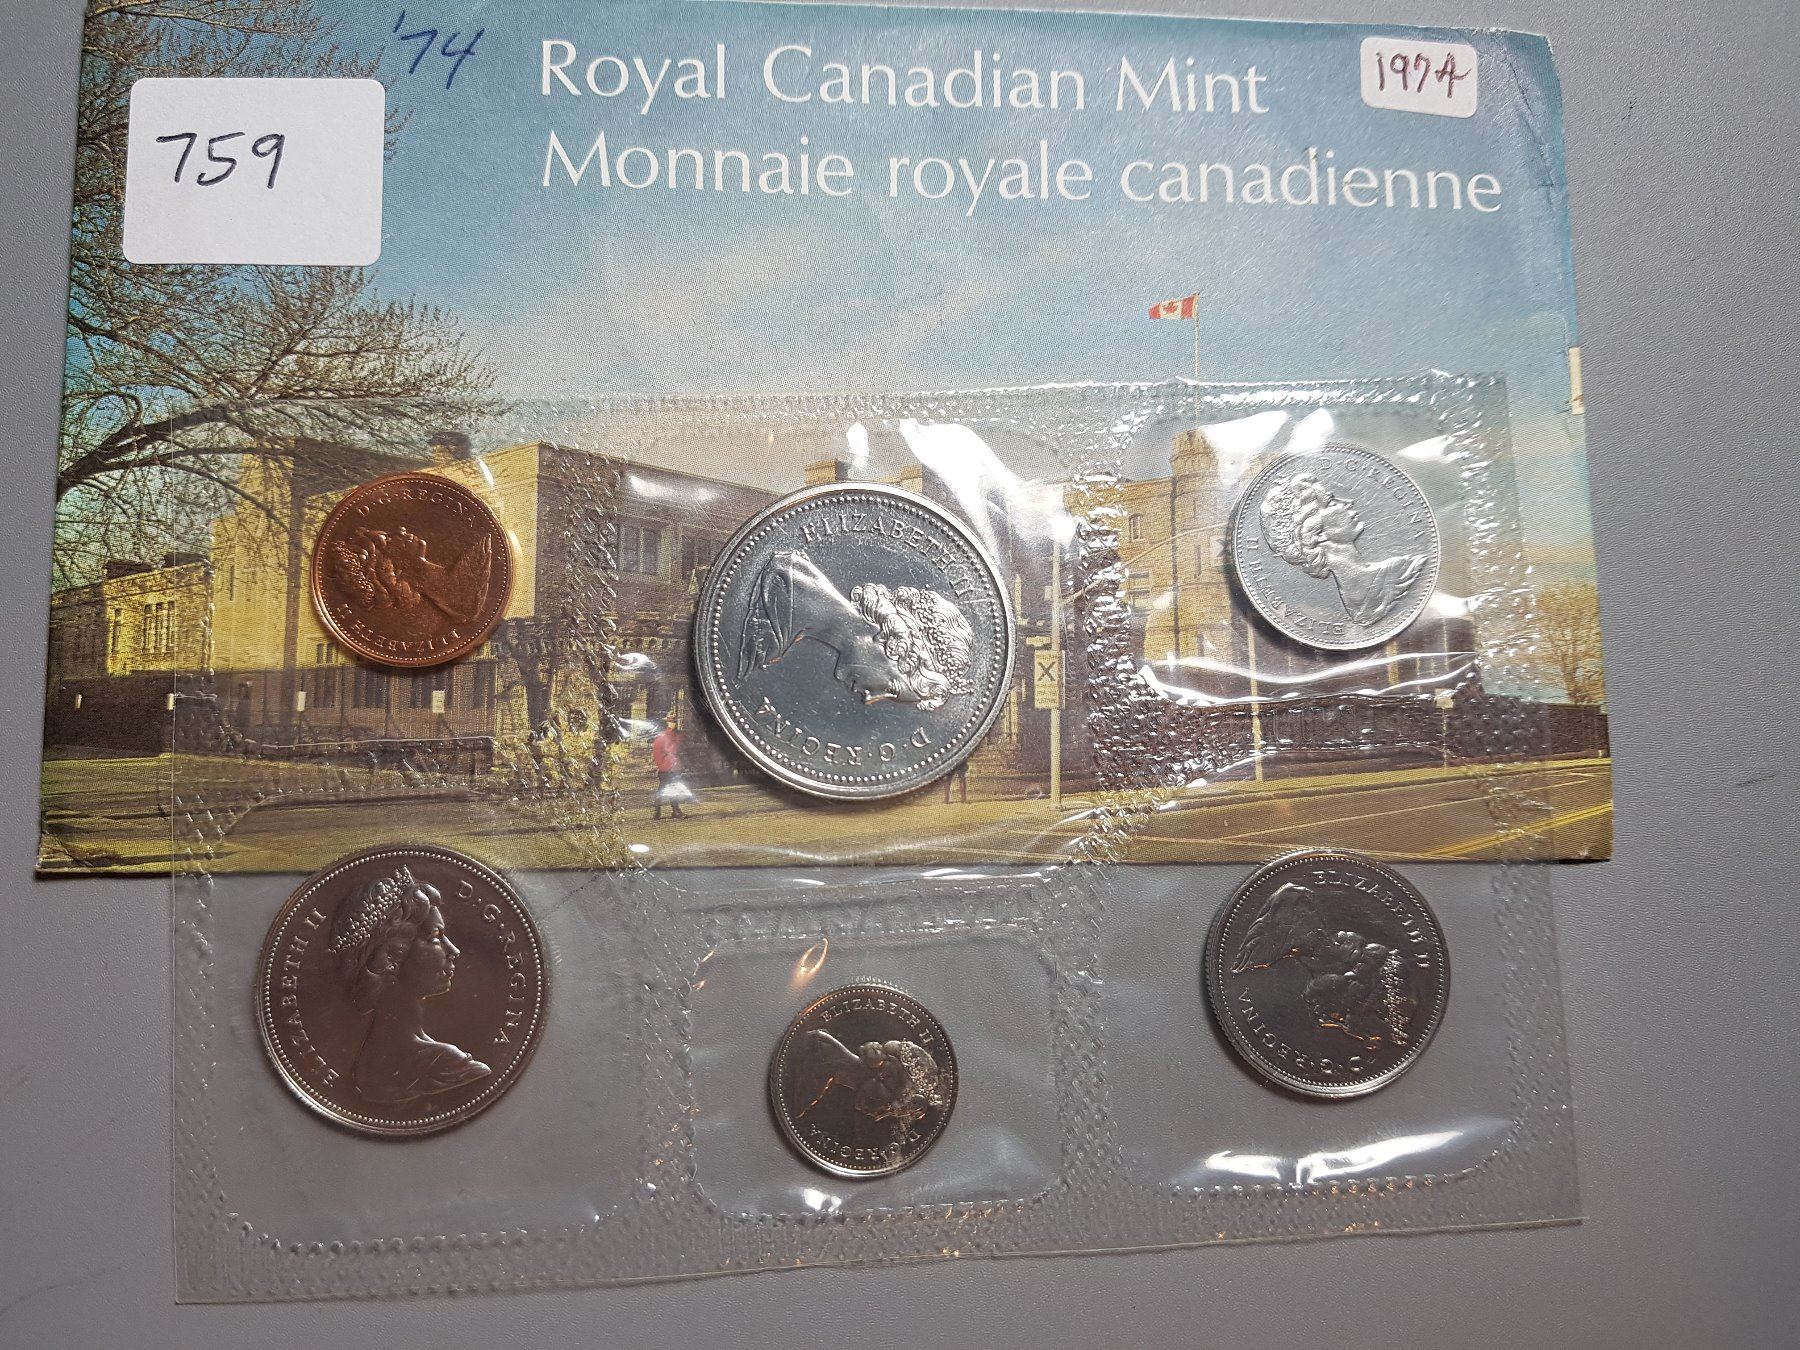 '74
759
Royal Canadian Mint
Monnaie royale canadienne
1974
D·G·REGINA
ELIZABETH II
ELIZABETH II
D·G·REGINA
D·G·REGINA
ELIZABETH II
ELIZABETH II
D·G·REGINA
ELIZABETH II
D·G·REGINA
ELIZABETH II
D·G·REGINA
X